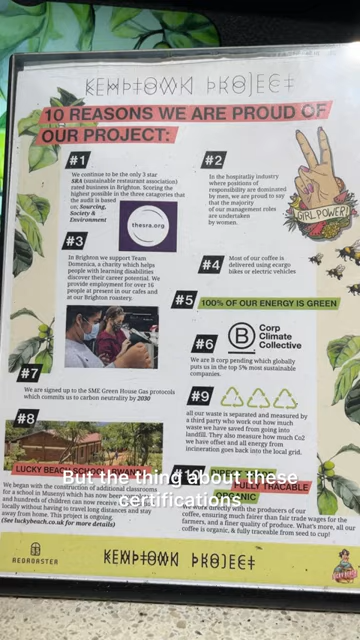 KEMPTOWN PROJECT
10 REASONS WE ARE PROUD OF
OUR PROJECT:
#1
We continue to be the only 3 star
SRA (sustainable restaurant association)
rated business in Brighton. Scoring the
highest possible in the three catagories that
the audit is based
on; Sourcing,
Society &
Environment
thesra.org
#2
In the hospitatlity industry
where positions of
responsibility are dominated
by men, we are proud to say
that the majority
of our management roles
are undertaken
by women.
GIRL POWER!
#3
In Brighton we support Team
Domenica, a charity which helps
people with learning disabilities
discover their career potential. We
provide employment for over 16
people at present in our cafes and
at our Brighton roastery.
#4
Most of our coffee is
delivered using ecargo
bikes or electric vehicles
#5
100% OF OUR ENERGY IS GREEN
#6
B
Corp
Climate
Collective
We are B corp pending which globally
puts us in the top 5% most sustainable
companies.
#7
We are signed up to the SME Green House Gas protocols
which commits us to carbon neutrality by 2030
#8
LUCKY BEACH SCHOOL RWANDA
We began with the construction of additional classrooms
for a school in Musenyi which has now been
and hundreds of children can now receive
locally without having to travel long distances and stay
away from home. This project is ongoing.
(See luckybeach.co.uk for more details)
#9
all our waste is separated and measured by
a third party who work out how much
waste we have saved from going into
landfill. They also measure how much Co2
we have offset and all energy from
incineration goes back into the local grid.
#10
DIRECT
FULLY TRACABLE
ORGANIC
We work directly with the producers of our
coffee, ensuring much fairer than fair trade wages for the
farmers, and a finer quality of produce. What's more, all our
coffee is organic, & fully traceable from seed to cup!
But the thing about these
certifications
REDROASTER
KEMPTOWN PROJECT
LUCKY BEACH